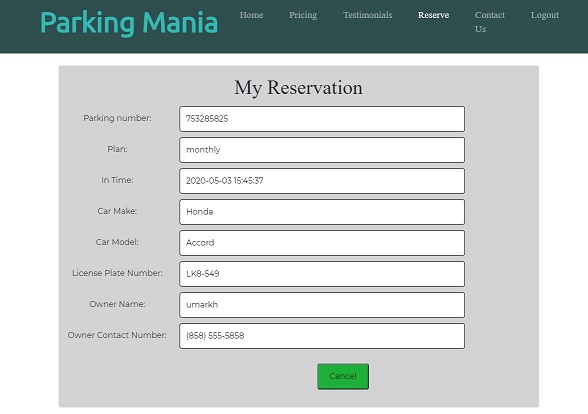 Parking Mania
Home Pricing Testimonials Reserve Contact Us Logout
My Reservation
Parking number: 753285825
Plan: monthly
In Time: 2020-05-03 15:45:37
Car Make: Honda
Car Model: Accord
License Plate Number: LK8-549
Owner Name: umarkh
Owner Contact Number: (858) 555-5858
Cancel